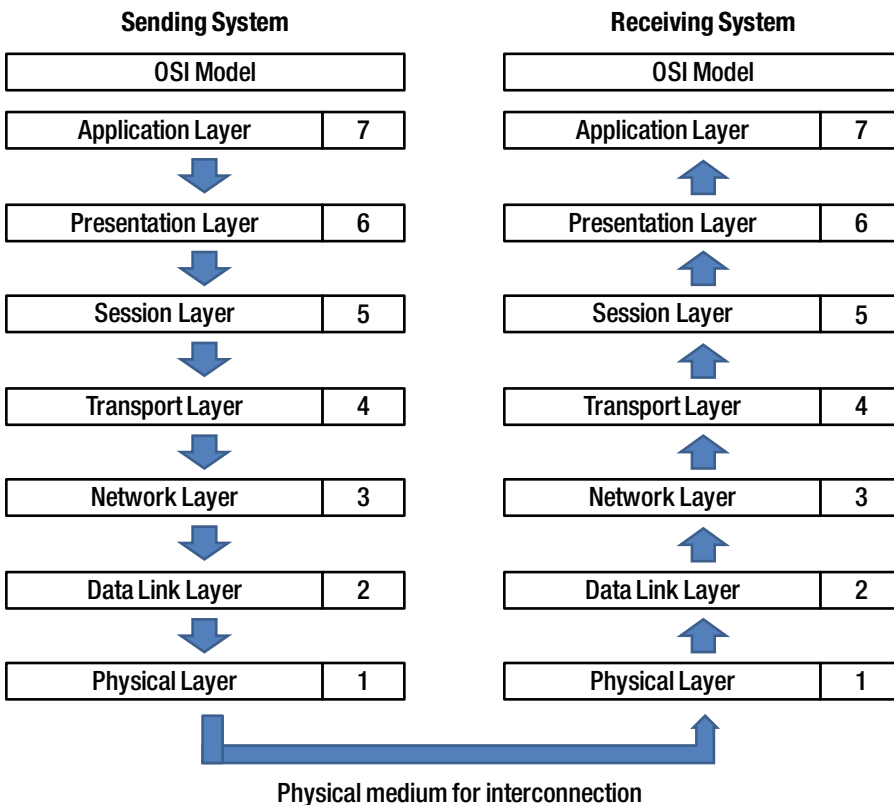 Sending System
OSI Model
Application Layer 7
Presentation Layer 6
Session Layer 5
Transport Layer 4
Network Layer 3
Data Link Layer 2
Physical Layer 1
Receiving System
OSI Model
Application Layer 7
Presentation Layer 6
Session Layer 5
Transport Layer 4
Network Layer 3
Data Link Layer 2
Physical Layer 1
Physical medium for interconnection